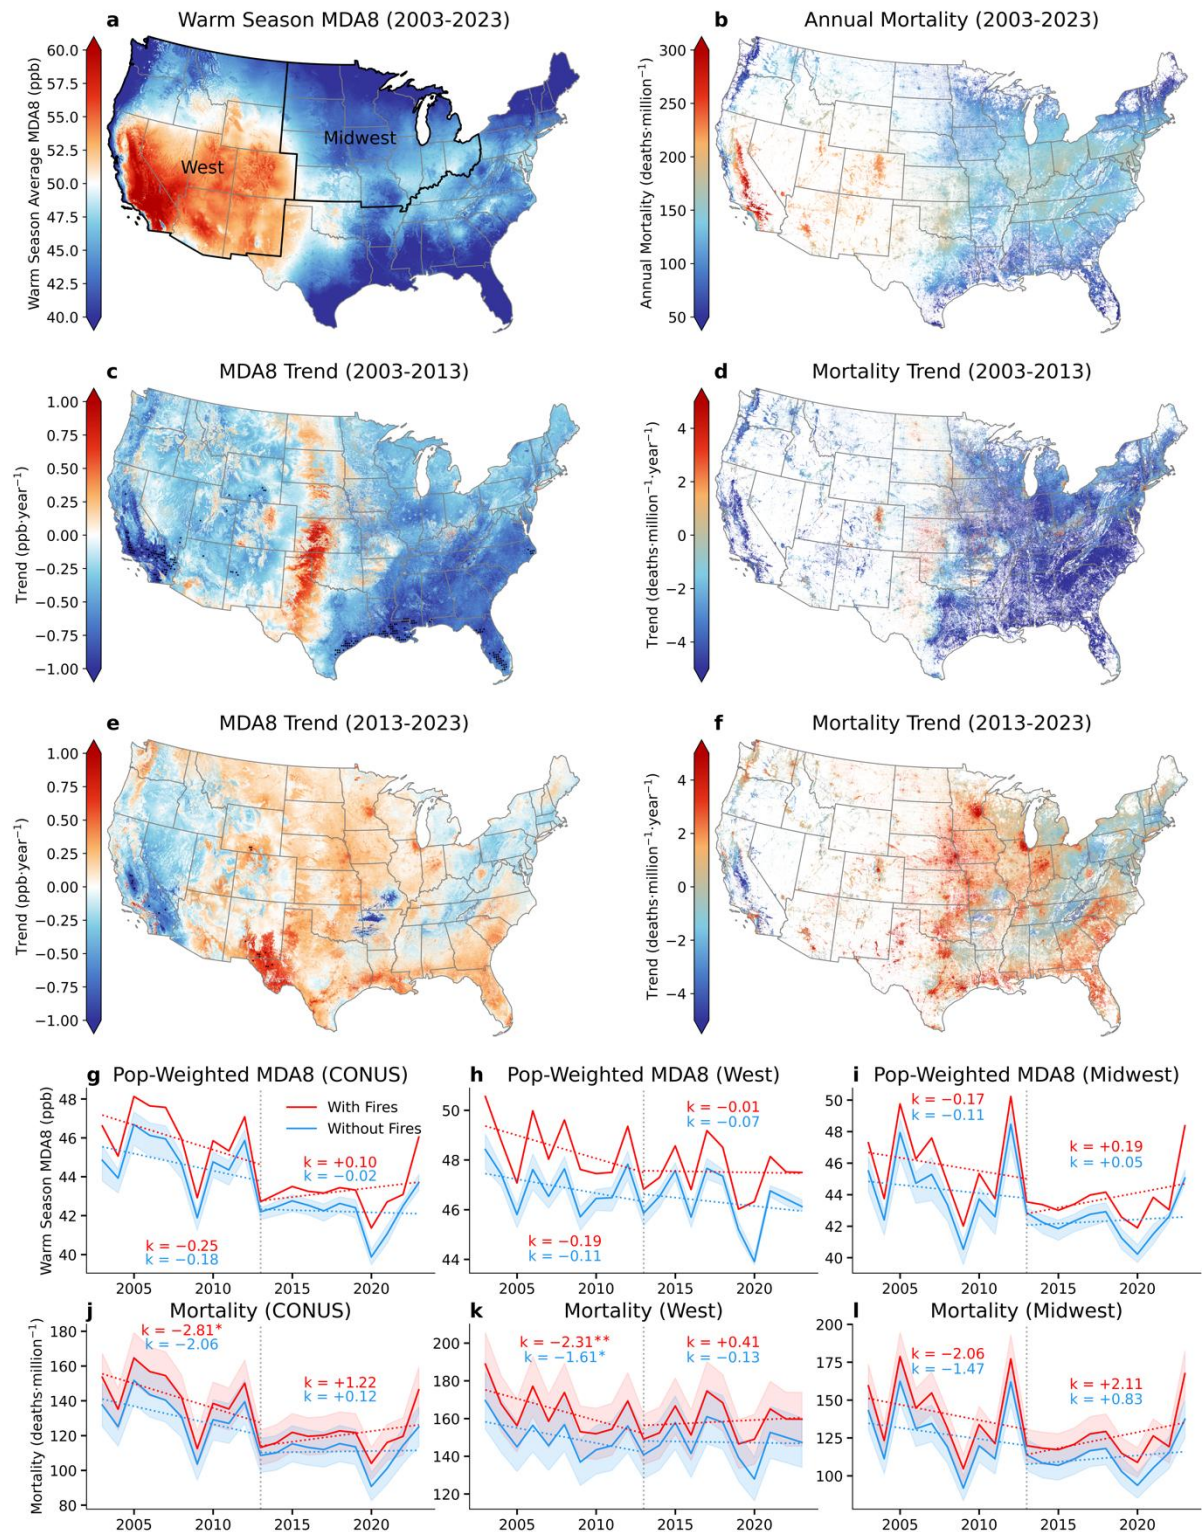 a Warm Season MDA8 (2003-2023)
Warm Season Average MDA8 (ppb)
60.0
57.5
55.0
52.5
50.0
47.5
45.0
42.5
40.0
West
Midwest
b Annual Mortality (2003-2023)
Annual Mortality (deaths·million⁻¹)
300
250
200
150
100
50
c MDA8 Trend (2003-2013)
Trend (ppb·year⁻¹)
1.00
0.75
0.50
0.25
0.00
−0.25
−0.50
−0.75
−1.00
d Mortality Trend (2003-2013)
Trend (deaths·million⁻¹·year⁻¹)
4
2
0
−2
−4
e MDA8 Trend (2013-2023)
Trend (ppb·year⁻¹)
1.00
0.75
0.50
0.25
0.00
−0.25
−0.50
−0.75
−1.00
f Mortality Trend (2013-2023)
Trend (deaths·million⁻¹·year⁻¹)
4
2
0
−2
−4
g Pop-Weighted MDA8 (CONUS)
Warm Season MDA8 (ppb)
48
46
44
42
40
With Fires
Without Fires
k = +0.10
k = −0.02
k = −0.25
k = −0.18
2005 2010 2015 2020
h Pop-Weighted MDA8 (West)
50
48
46
44
k = −0.01
k = −0.07
k = −0.19
k = −0.11
2005 2010 2015 2020
i Pop-Weighted MDA8 (Midwest)
50
48
46
44
42
40
k = −0.17
k = −0.11
k = +0.19
k = +0.05
2005 2010 2015 2020
j Mortality (CONUS)
Mortality (deaths·million⁻¹)
180
160
140
120
100
80
k = −2.81*
k = −2.06
k = +1.22
k = +0.12
2005 2010 2015 2020
k Mortality (West)
200
180
160
140
120
k = −2.31**
k = −1.61*
k = +0.41
k = −0.13
2005 2010 2015 2020
l Mortality (Midwest)
200
175
150
125
100
k = −2.06
k = −1.47
k = +2.11
k = +0.83
2005 2010 2015 2020